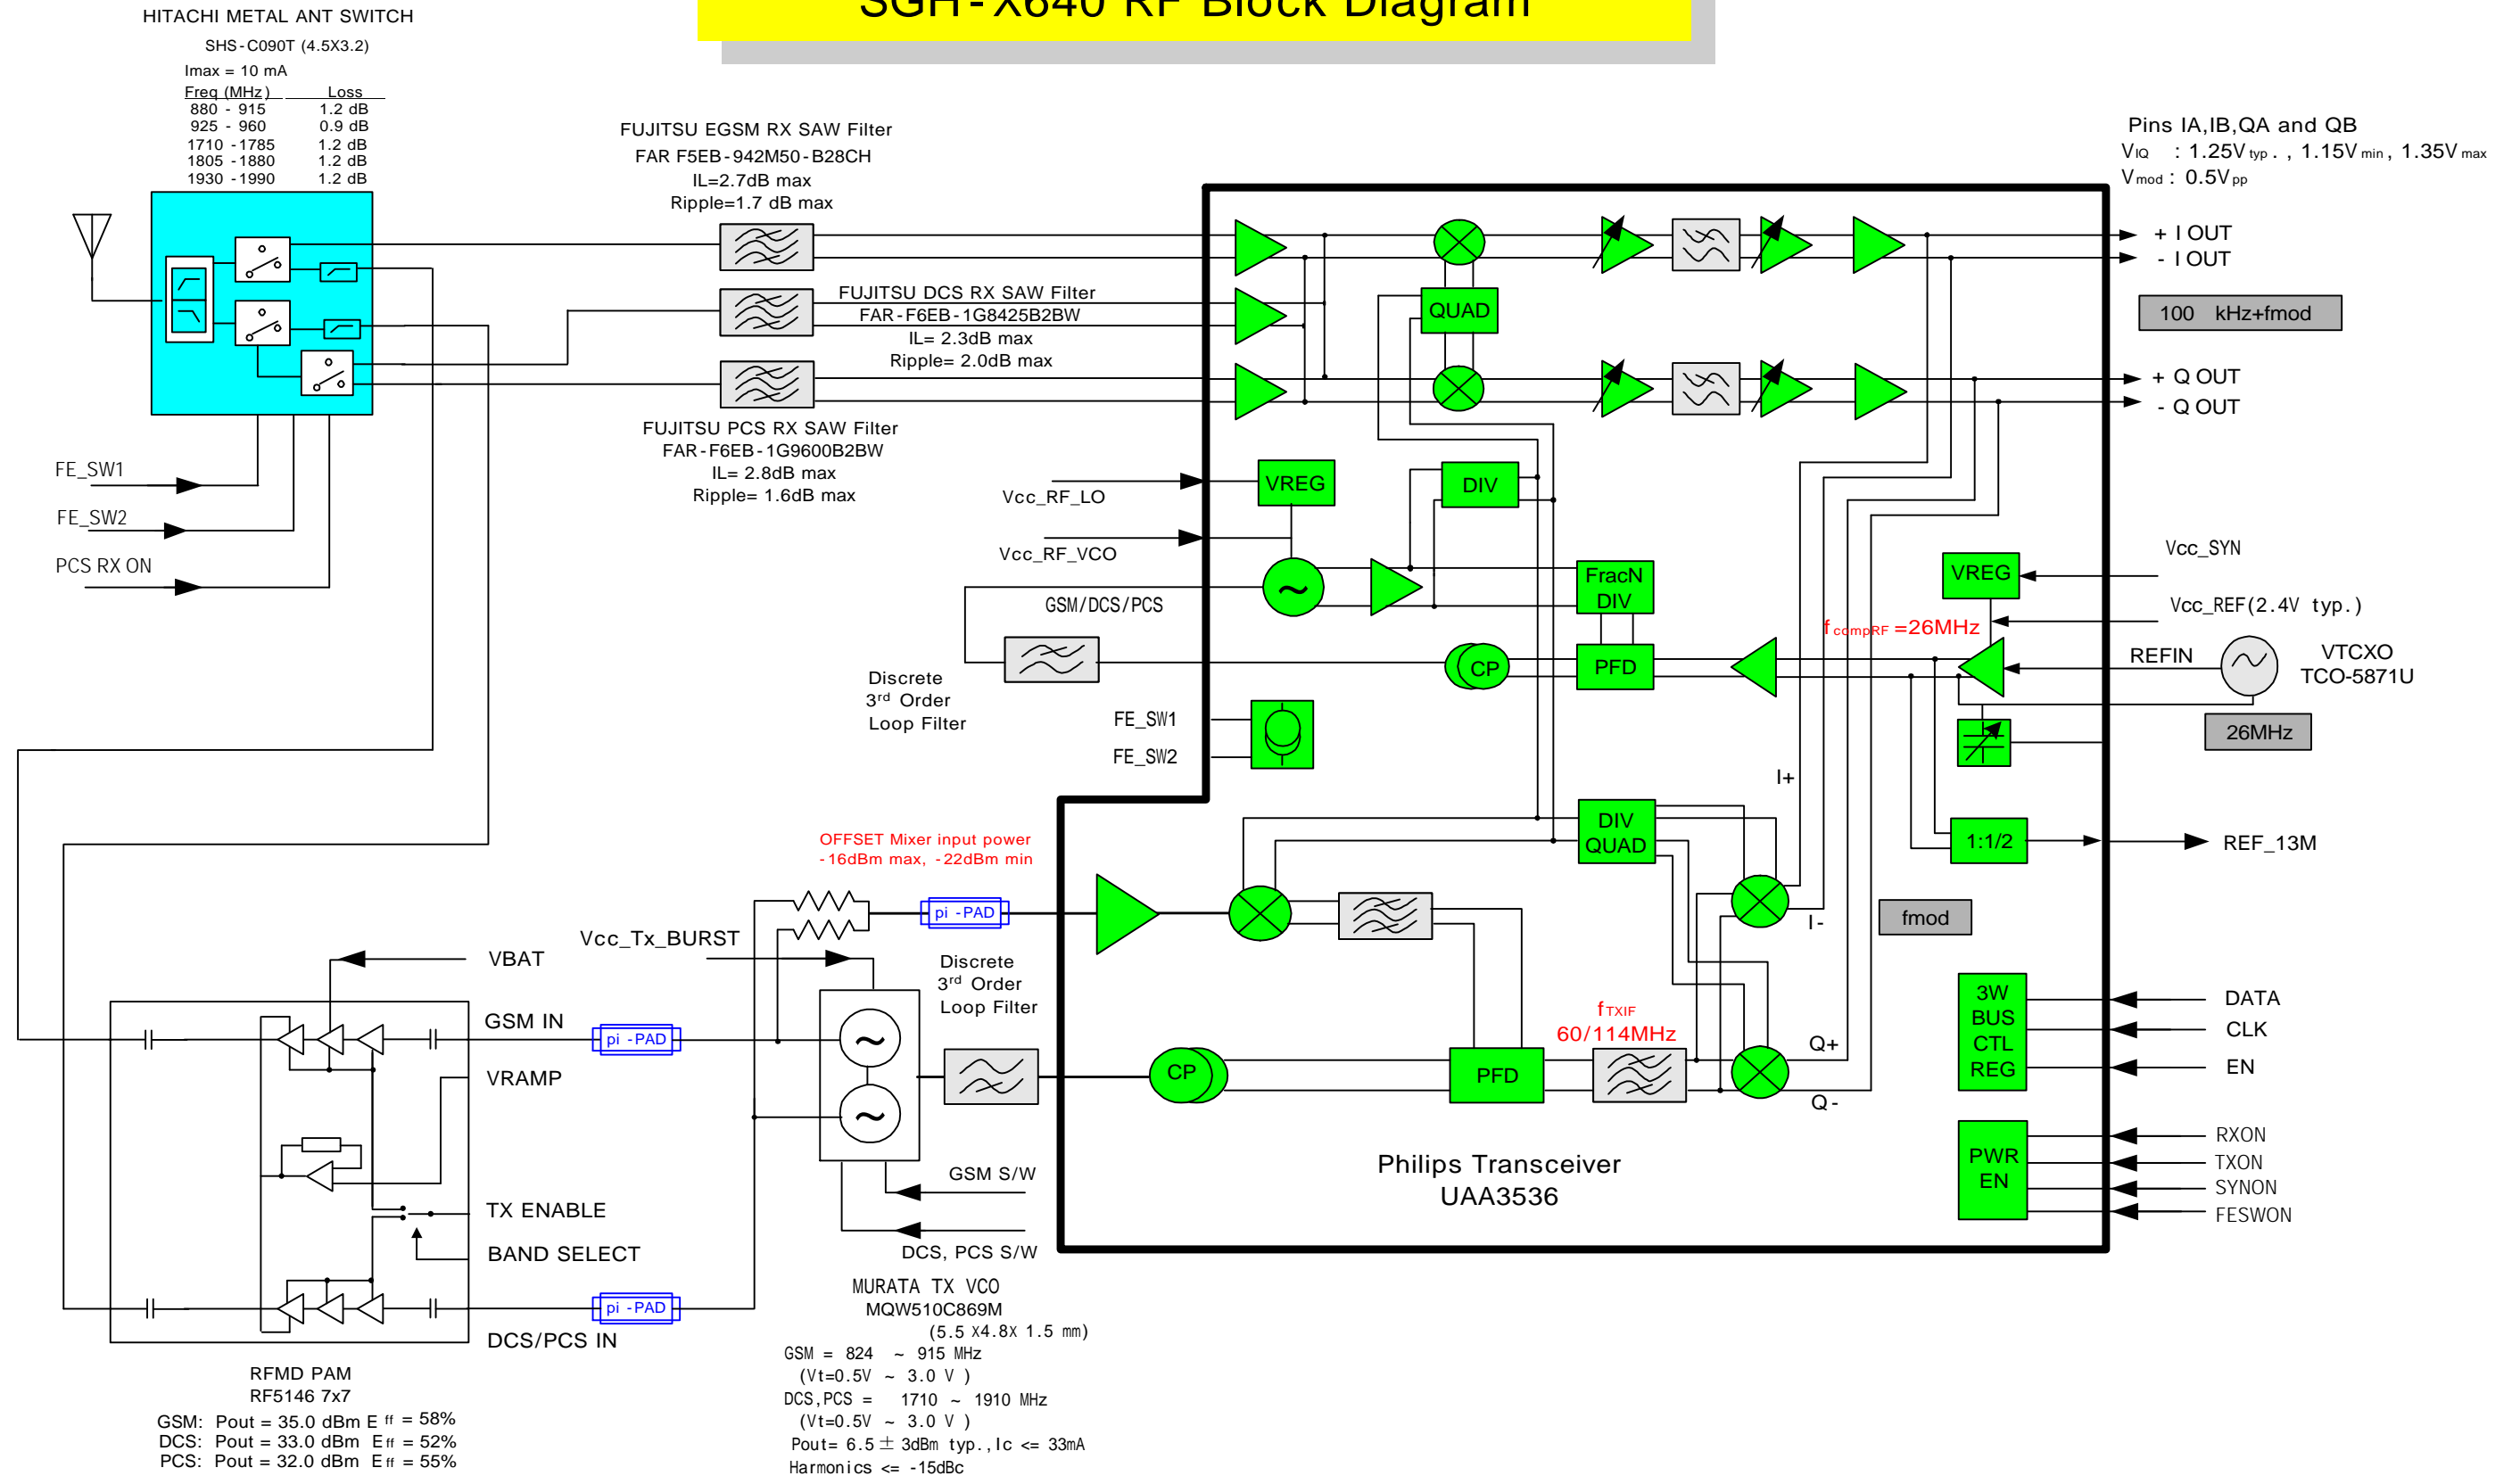 SGH-X640 RF Block Diagram
HITACHI METAL ANT SWITCH
SHS-C090T (4.5X3.2)
Imax = 10 mA
Freq (MHz) Loss
880 - 915 1.2 dB
925 - 960 0.9 dB
1710 -1785 1.2 dB
1805 -1880 1.2 dB
1930 -1990 1.2 dB
FUJITSU EGSM RX SAW Filter
FAR F5EB-942M50-B28CH
IL=2.7dB max
Ripple=1.7 dB max
FUJITSU DCS RX SAW Filter
FAR-F6EB-1G8425B2BW
IL= 2.3dB max
Ripple= 2.0dB max
FUJITSU PCS RX SAW Filter
FAR-F6EB-1G9600B2BW
IL= 2.8dB max
Ripple= 1.6dB max
Pins IA,IB,QA and QB
VIQ : 1.25V typ. , 1.15V min , 1.35V max
Vmod : 0.5Vpp
+ I OUT
- I OUT
100 kHz+fmod
+ Q OUT
- Q OUT
QUAD
FE_SW1
FE_SW2
PCS RX ON
Vcc_RF_LO
VREG
DIV
Vcc_RF_VCO
GSM/DCS/PCS
FracN
DIV
Vcc_SYN
VREG
Vcc_REF(2.4V typ.)
fcompRF =26MHz
REFIN
VTCXO
TCO-5871U
26MHz
CP
PFD
Discrete
3rd Order
Loop Filter
FE_SW1
FE_SW2
I+
DIV
QUAD
1:1/2
REF_13M
OFFSET Mixer input power
-16dBm max, -22dBm min
pi -PAD
fmod
I-
Vcc_Tx_BURST
VBAT
Discrete
3rd Order
Loop Filter
GSM IN
pi -PAD
VRAMP
CP
PFD
fTXIF
60/114MHz
Q+
Q-
3W
BUS
CTL
REG
DATA
CLK
EN
PWR
EN
RXON
TXON
SYNON
FESWON
Philips Transceiver
UAA3536
GSM S/W
DCS, PCS S/W
TX ENABLE
BAND SELECT
pi -PAD
DCS/PCS IN
MURATA TX VCO
MQW510C869M
(5.5 X4.8X 1.5 mm)
GSM = 824 ~ 915 MHz
(Vt=0.5V ~ 3.0 V )
DCS,PCS = 1710 ~ 1910 MHz
(Vt=0.5V ~ 3.0 V )
Pout= 6.5 ± 3dBm typ.,Ic <= 33mA
Harmonics <= -15dBc
RFMD PAM
RF5146 7x7
GSM: Pout = 35.0 dBm Eff = 58%
DCS: Pout = 33.0 dBm Eff = 52%
PCS: Pout = 32.0 dBm Eff = 55%